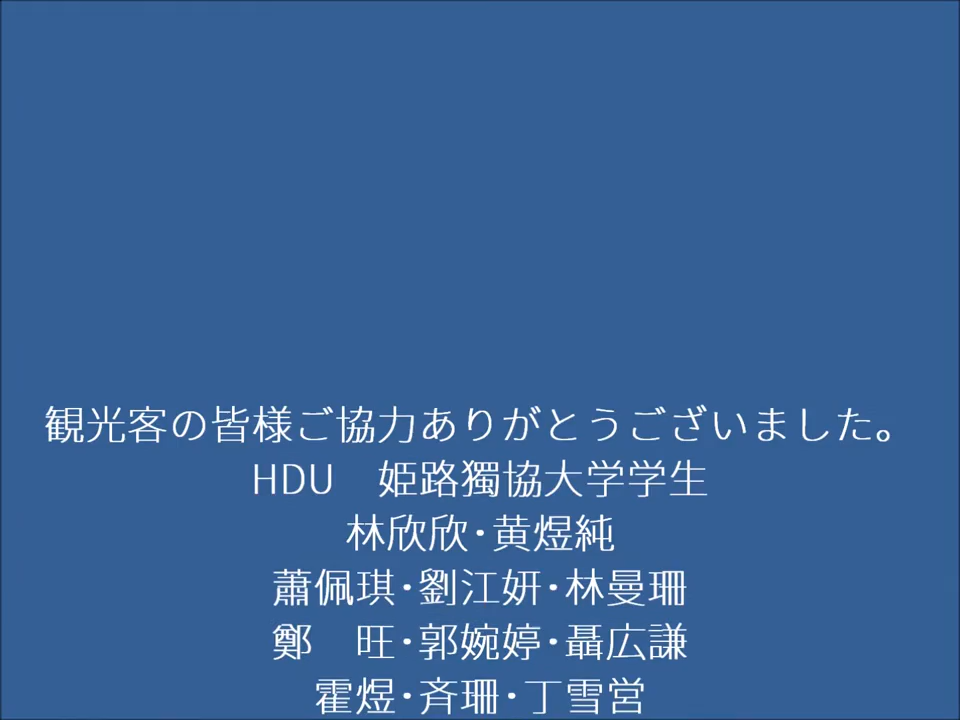 観光客の皆様ご協力ありがとうございました。
HDU　姫路獨協大学学生
林欣欣・黄煜純
蕭佩琪・劉江妍・林曼珊
鄭　旺・郭婉婷・聶広謙
霍煜・斉珊・丁雪営